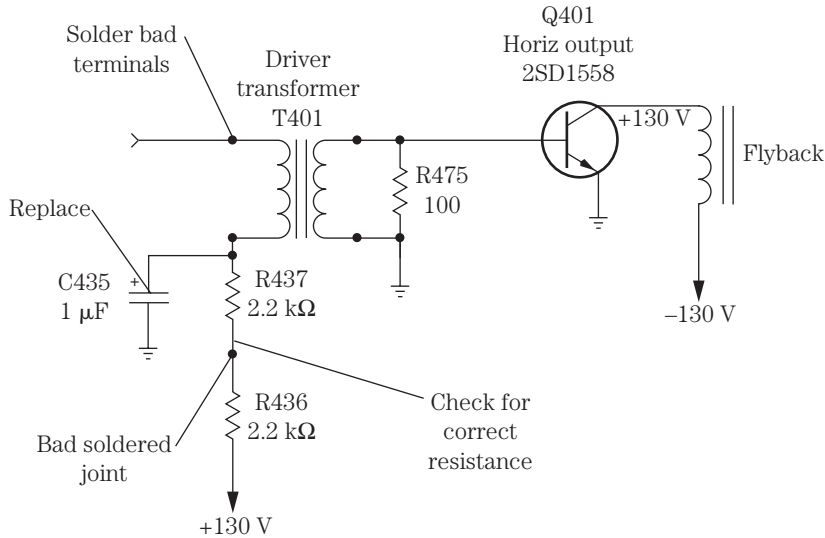 Q401
Horiz output
2SD1558
Solder bad
terminals
Driver
transformer
T401
+130 V
Flyback
R475
100
Replace
C435
1 μF
+
R437
2.2 kΩ
–130 V
R436
2.2 kΩ
Check for
correct
resistance
Bad soldered
joint
+130 V